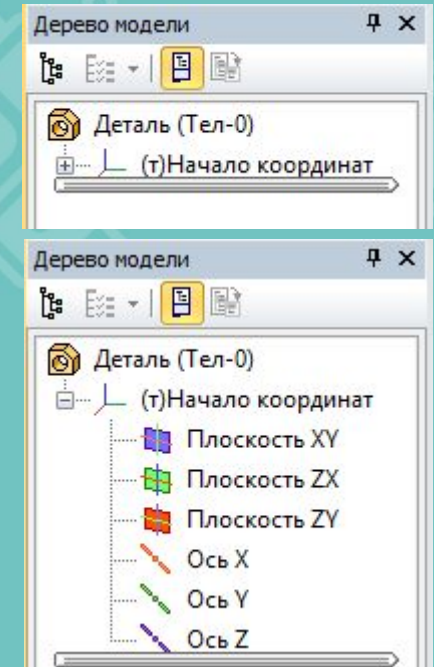 Дерево модели
Деталь (Тел-0)
(т)Начало координат
Дерево модели
Деталь (Тел-0)
(т)Начало координат
Плоскость XY
Плоскость ZX
Плоскость ZY
Ось X
Ось Y
Ось Z